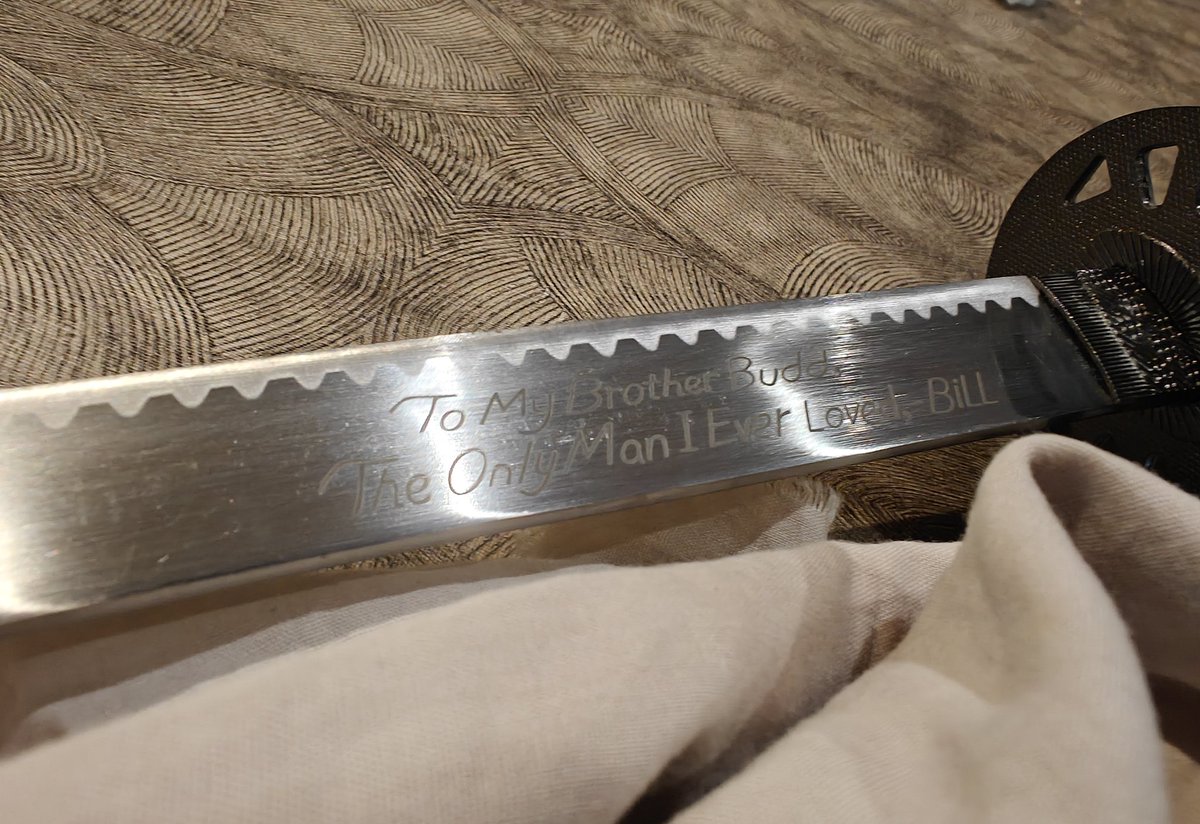 To My Brother Budd,
The Only Man I Ever Loved, BiLL